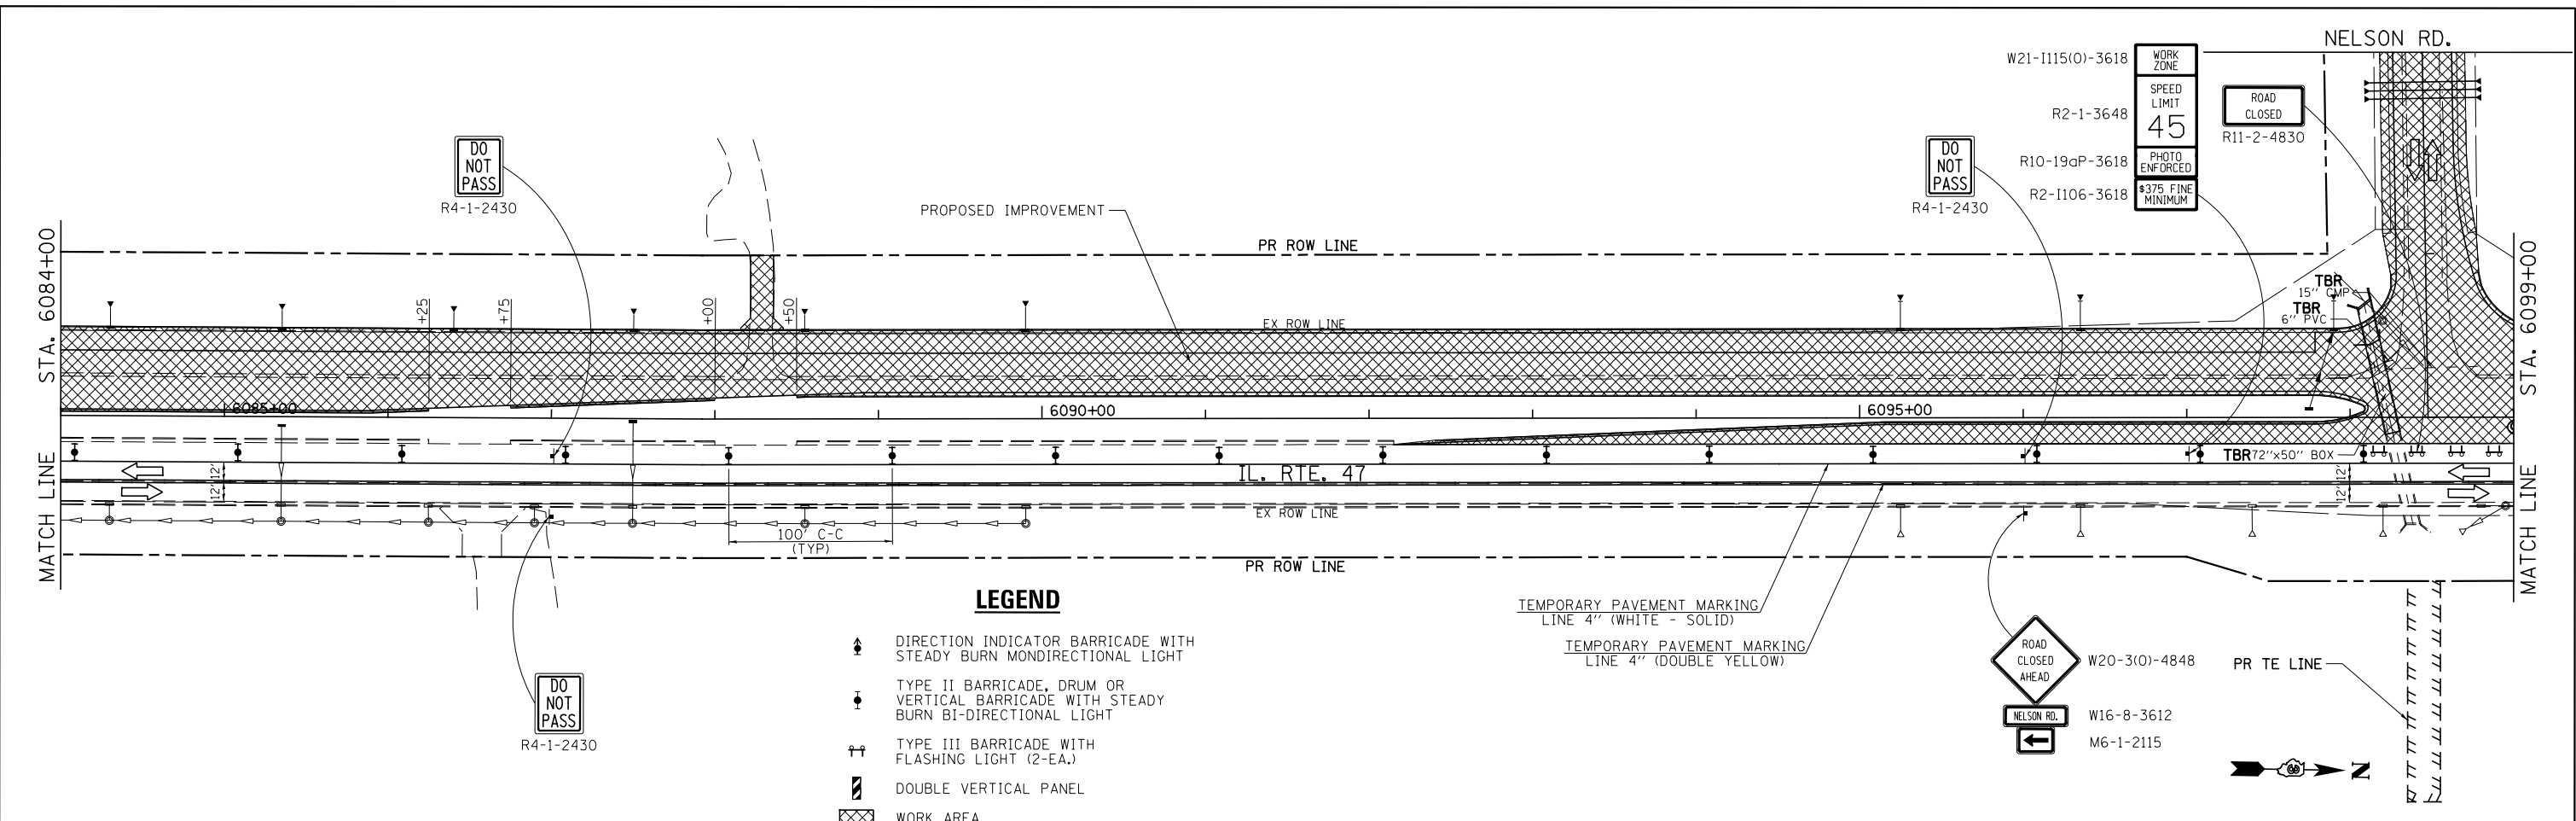 NELSON RD.
W21-I115(O)-3618
WORK
ZONE
R2-1-3648
SPEED
LIMIT
45
R10-19aP-3618
PHOTO
ENFORCED
R2-I106-3618
$375 FINE
MINIMUM
ROAD
CLOSED
R11-2-4830
DO
NOT
PASS
R4-1-2430
DO
NOT
PASS
R4-1-2430
PROPOSED IMPROVEMENT
PR ROW LINE
STA. 6084+00
MATCH LINE
STA. 6099+00
MATCH LINE
+25
+75
+00
+50
EX ROW LINE
TBR
15" CMP
TBR
6" PVC
6085+00
6090+00
6095+00
TBR 72"x50" BOX
12' 12'
IL. RTE. 47
12' 12'
EX ROW LINE
100' C-C
(TYP)
PR ROW LINE
LEGEND
DIRECTION INDICATOR BARRICADE WITH
STEADY BURN MONDIRECTIONAL LIGHT
TYPE II BARRICADE, DRUM OR
VERTICAL BARRICADE WITH STEADY
BURN BI-DIRECTIONAL LIGHT
TYPE III BARRICADE WITH
FLASHING LIGHT (2-EA.)
DOUBLE VERTICAL PANEL
WORK AREA
DO
NOT
PASS
R4-1-2430
TEMPORARY PAVEMENT MARKING
LINE 4" (WHITE - SOLID)
TEMPORARY PAVEMENT MARKING
LINE 4" (DOUBLE YELLOW)
ROAD
CLOSED
AHEAD
W20-3(O)-4848
NELSON RD.
W16-8-3612
M6-1-2115
PR TE LINE
N